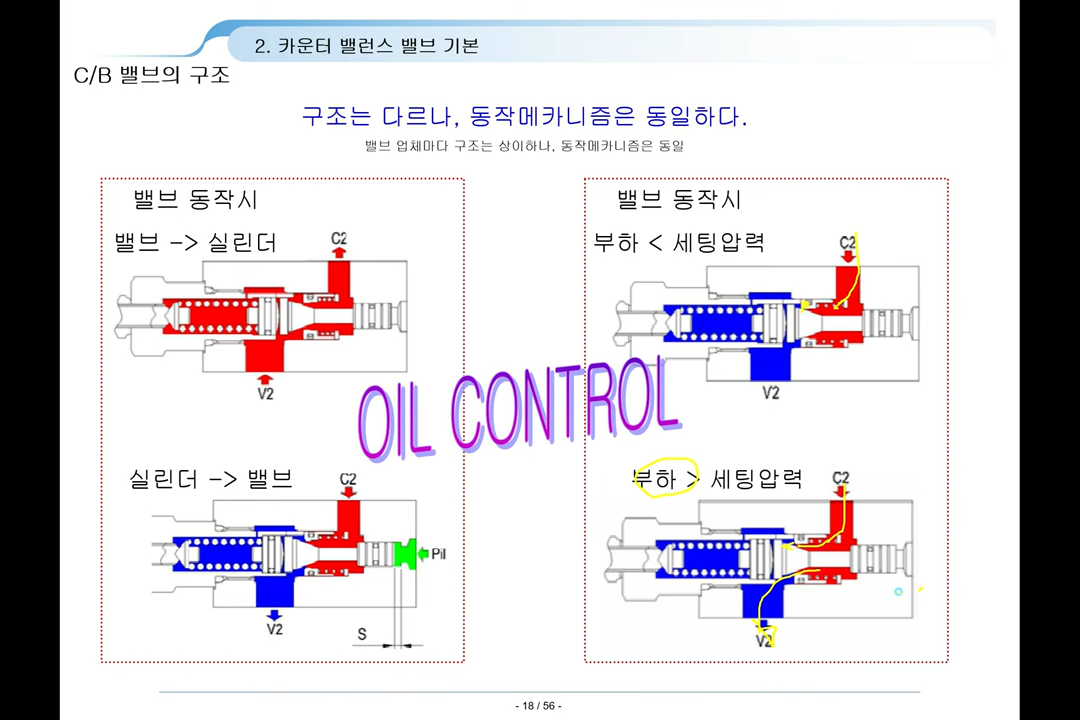 2. 카운터 밸런스 밸브 기본
C/B 밸브의 구조
구조는 다르나, 동작메카니즘은 동일하다.
밸브 업체마다 구조는 상이하나, 동작메카니즘은 동일
밸브 동작시
밸브 -> 실린더
C2
V2
실린더 -> 밸브
C2
Pil
V2
S
OIL CONTROL
밸브 동작시
부하 < 세팅압력
C2
V2
부하 > 세팅압력
C2
V2
- 18 / 56 -